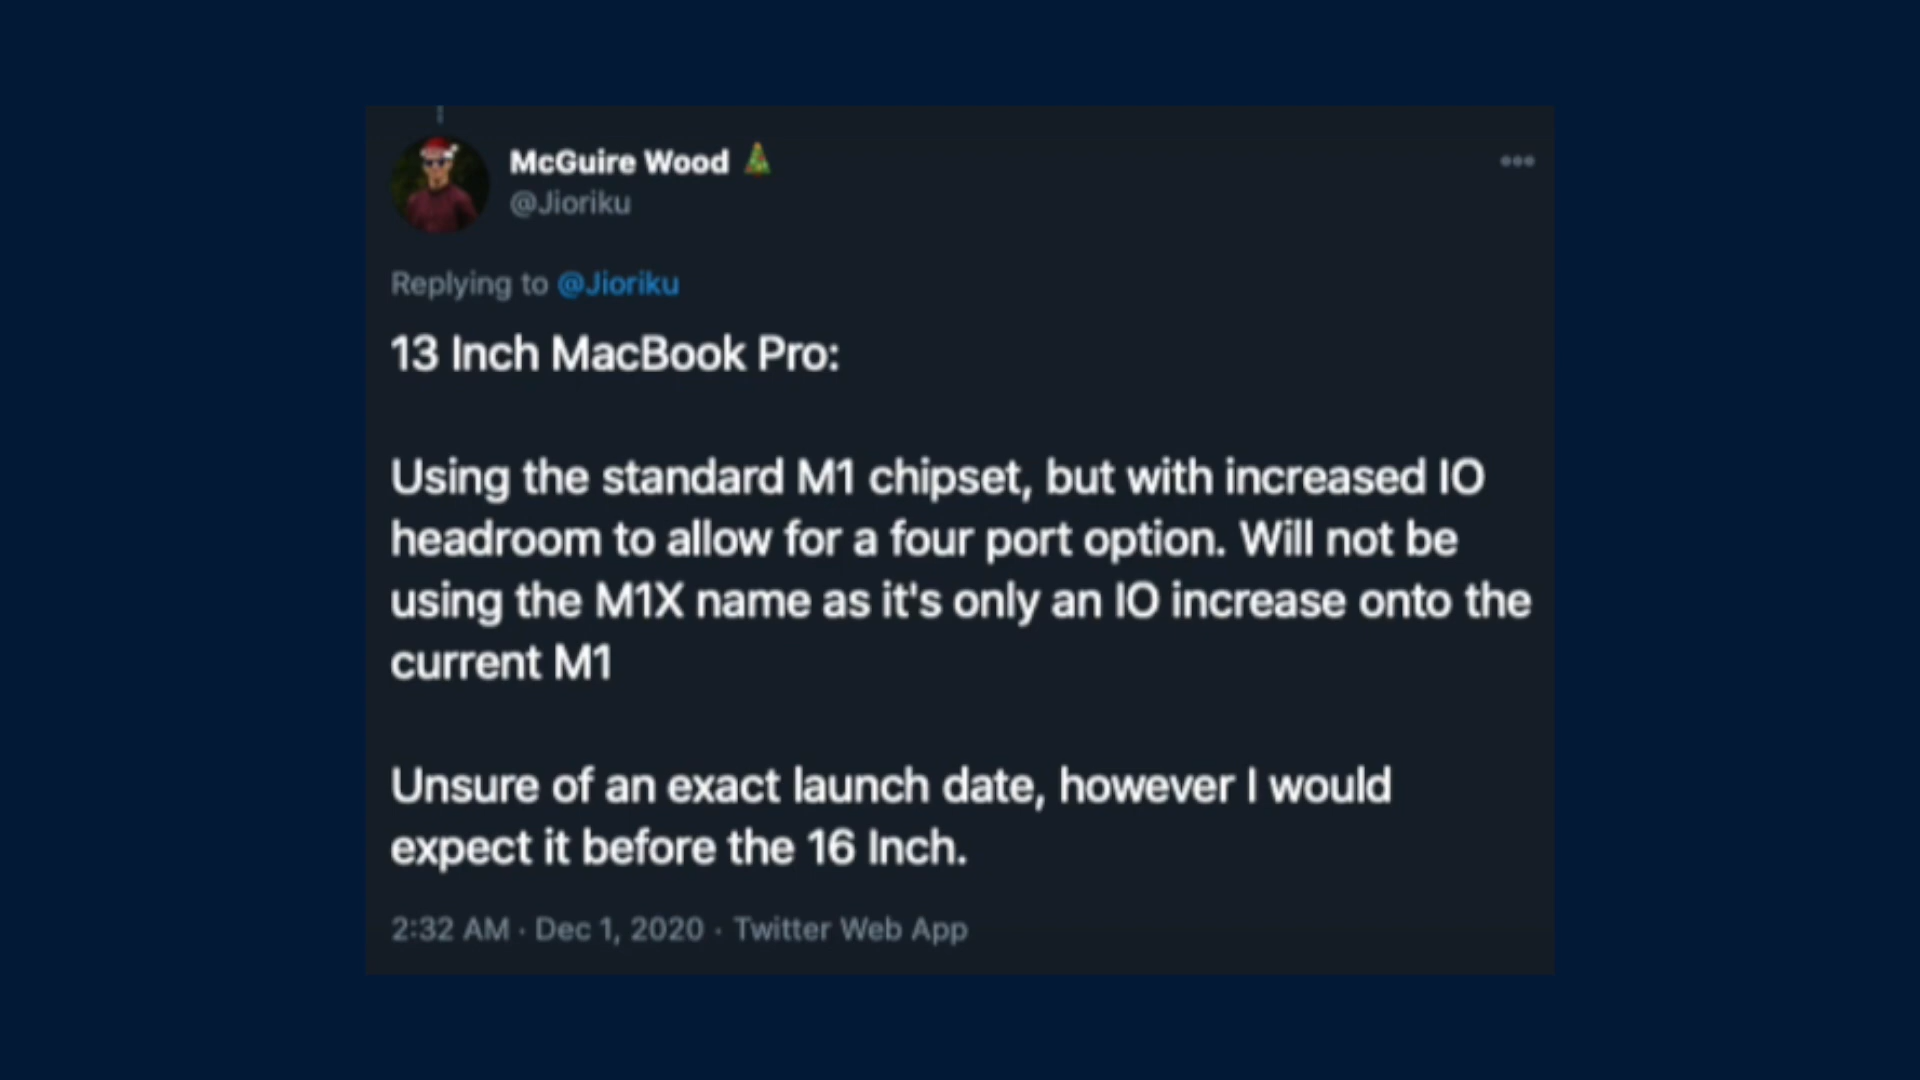 McGuire Wood 🎄
@Jioriku
Replying to @Jioriku
13 Inch MacBook Pro:
Using the standard M1 chipset, but with increased IO
headroom to allow for a four port option. Will not be
using the M1X name as it's only an IO increase onto the
current M1
Unsure of an exact launch date, however I would
expect it before the 16 Inch.
2:32 AM · Dec 1, 2020 · Twitter Web App